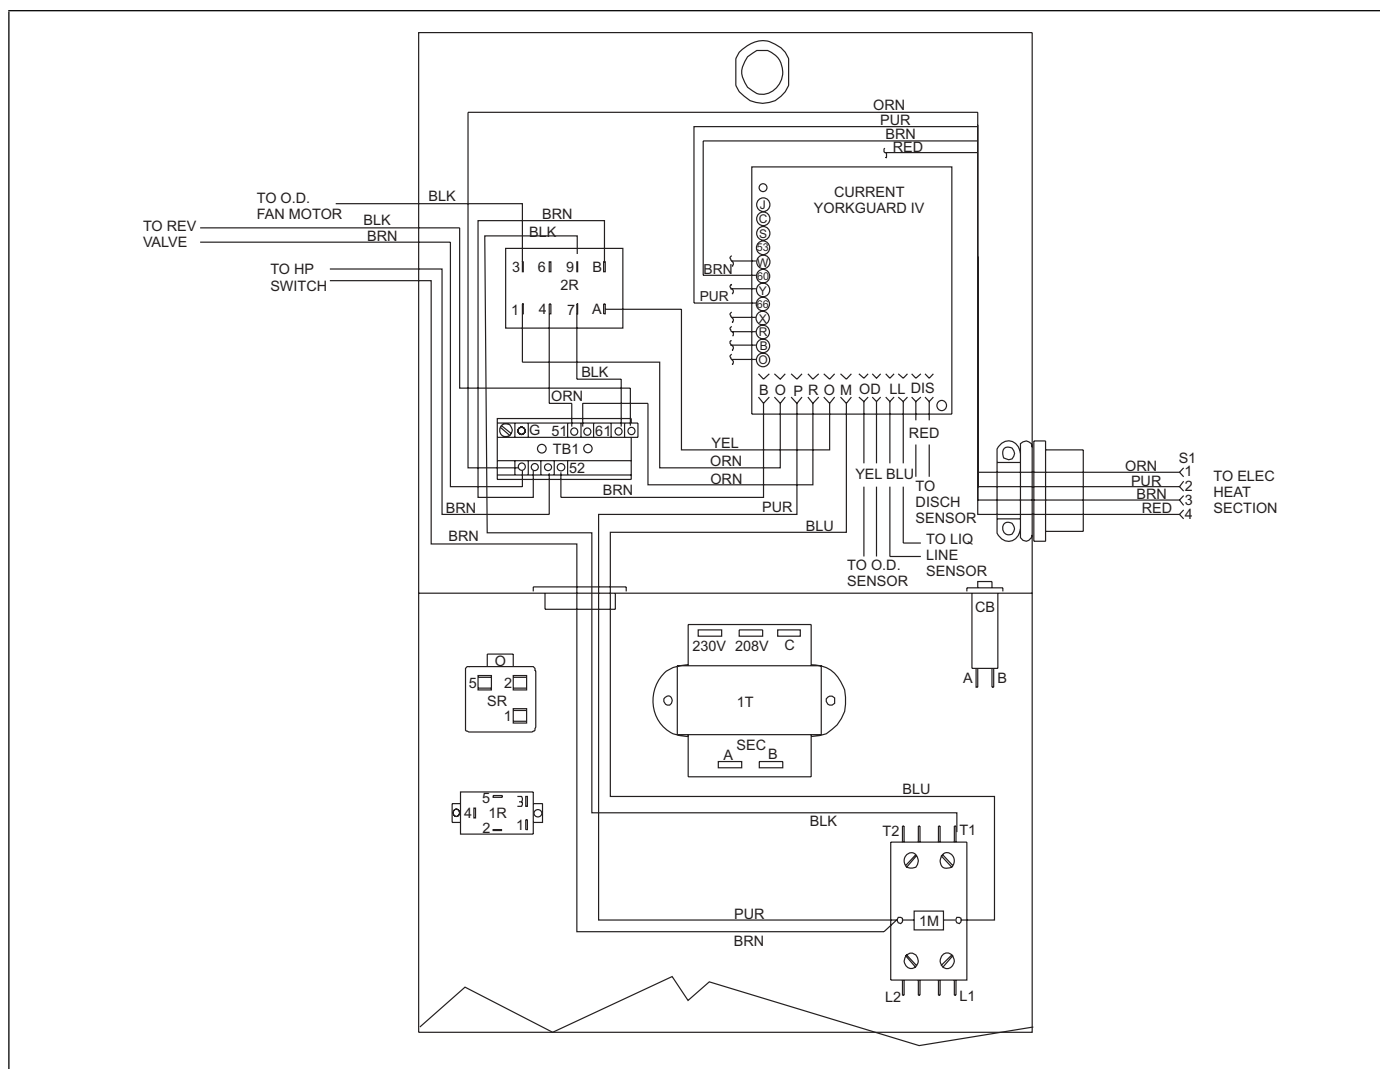 ORN
PUR
BRN
RED
CURRENT
YORKGUARD IV
J
C
S
53
W
60
Y
66
X
R
B
O
BRN
PUR
B O P R O M OD LL DIS
TO O.D.
FAN MOTOR
BLK
TO REV
VALVE
BLK
BRN
TO HP
SWITCH
BRN
BLK
3 6 9 B
2R
1 4 7 A
BLK
ORN
G 51 61
TB1
52
YEL
ORN
ORN
BRN
PUR
BLU
BRN
BRN
RED
YEL BLU
TO
DISCH
SENSOR
TO LIQ
LINE
SENSOR
TO O.D.
SENSOR
S1
ORN 1
PUR 2
BRN 3
RED 4
TO ELEC
HEAT
SECTION
CB
A B
230V 208V C
1T
SEC
A B
5 2
SR
1
5 3
4 1R
2 1
BLU
BLK
T2 T1
PUR
1M
BRN
L2 L1